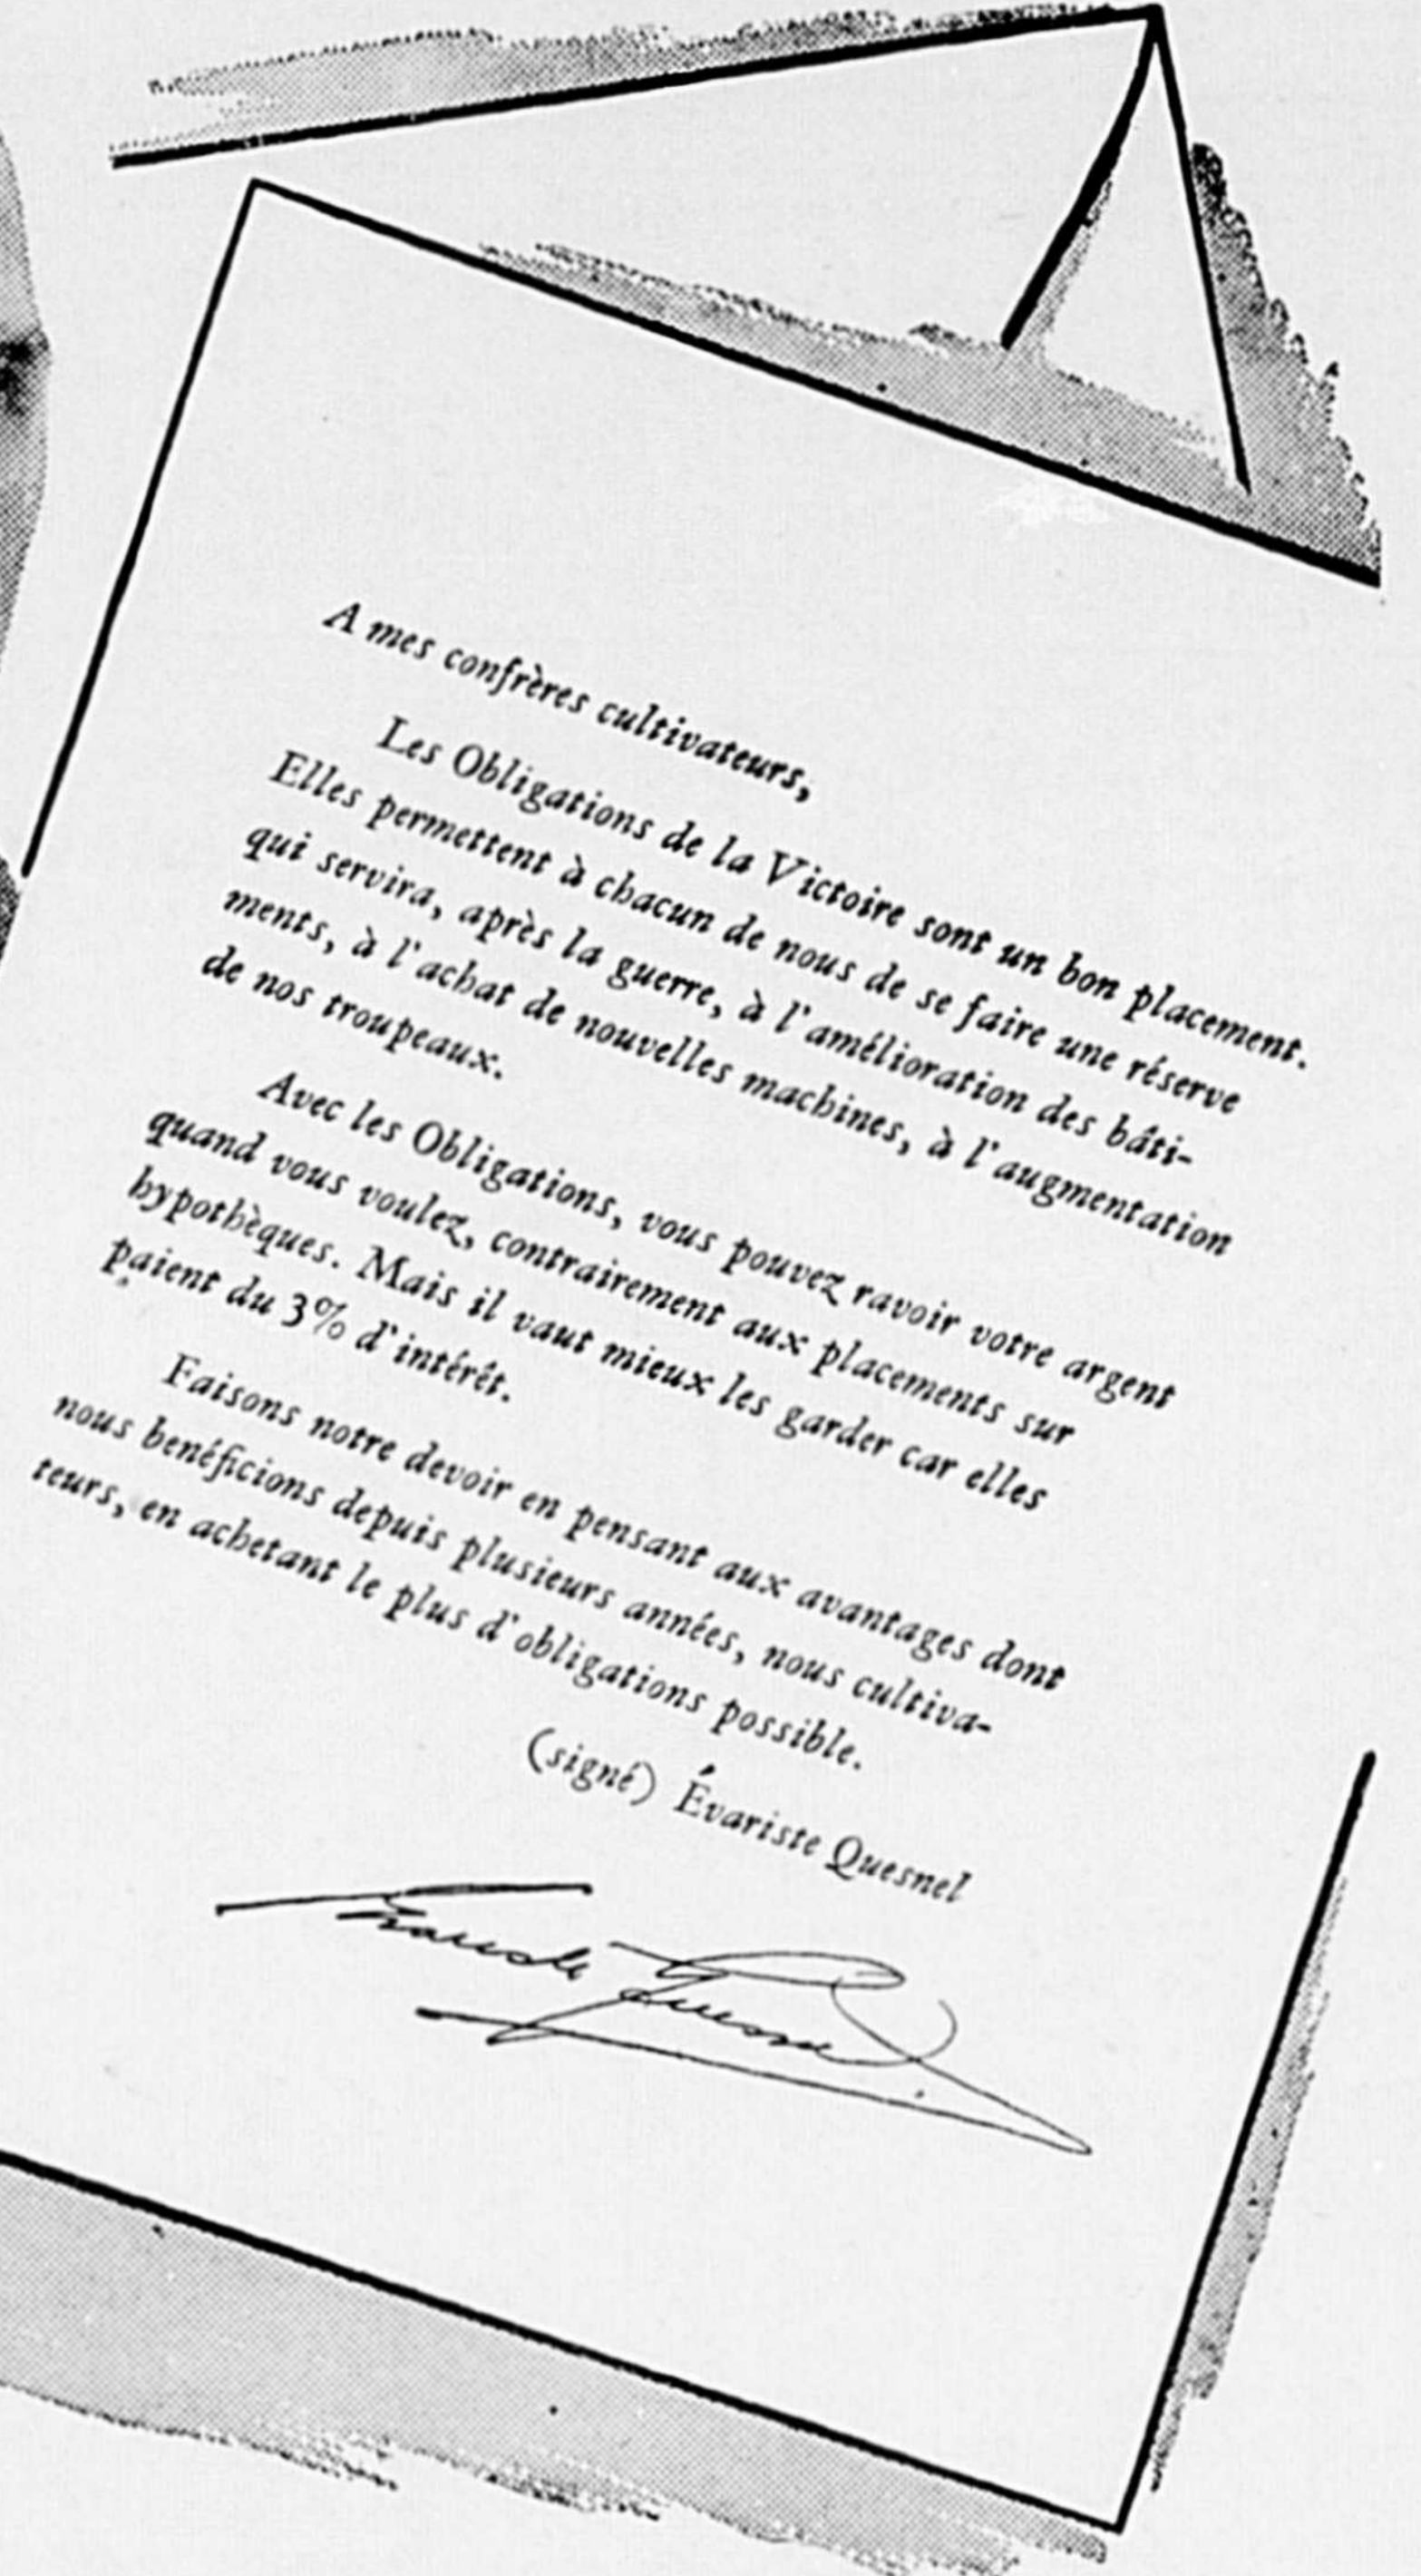 A mes confrères cultivateurs,
Les Obligations de la Victoire sont un bon placement.
Elles permettent à chacun de nous de se faire une réserve
qui servira, après la guerre, à l'amélioration des bâti-
ments, à l'achat de nouvelles machines, à l'augmentation
de nos troupeaux.
Avec les Obligations, vous pouvez ravoir votre argent
quand vous voulez, contrairement aux placements sur
hypothèques. Mais il vaut mieux les garder car elles
paient du 3% d'intérêt.
Faisons notre devoir en pensant aux avantages dont
nous benéficions depuis plusieurs années, nous cultiva-
teurs, en achetant le plus d'obligations possible.
(signé) Évariste Quesnel
Evariste Quesnel